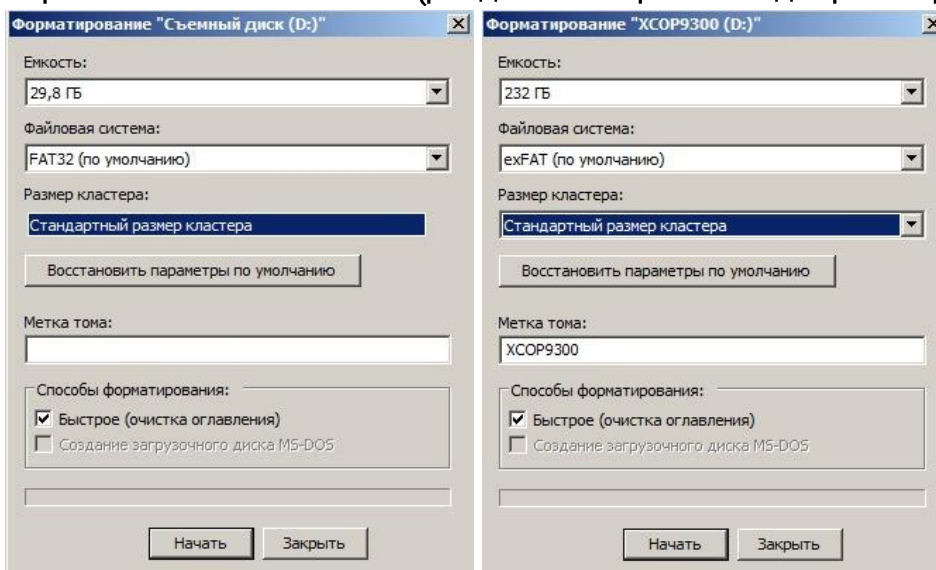 Форматирование "Съемный диск (D:)"
Емкость:
29,8 ГБ
Файловая система:
FAT32 (по умолчанию)
Размер кластера:
Стандартный размер кластера
Восстановить параметры по умолчанию
Метка тома:
Способы форматирования:
Быстрое (очистка оглавления)
Создание загрузочного диска MS-DOS
Начать Закрыть
Форматирование "XCOP9300 (D:)"
Емкость:
232 ГБ
Файловая система:
exFAT (по умолчанию)
Размер кластера:
Стандартный размер кластера
Восстановить параметры по умолчанию
Метка тома:
XCOP9300
Способы форматирования:
Быстрое (очистка оглавления)
Создание загрузочного диска MS-DOS
Начать Закрыть